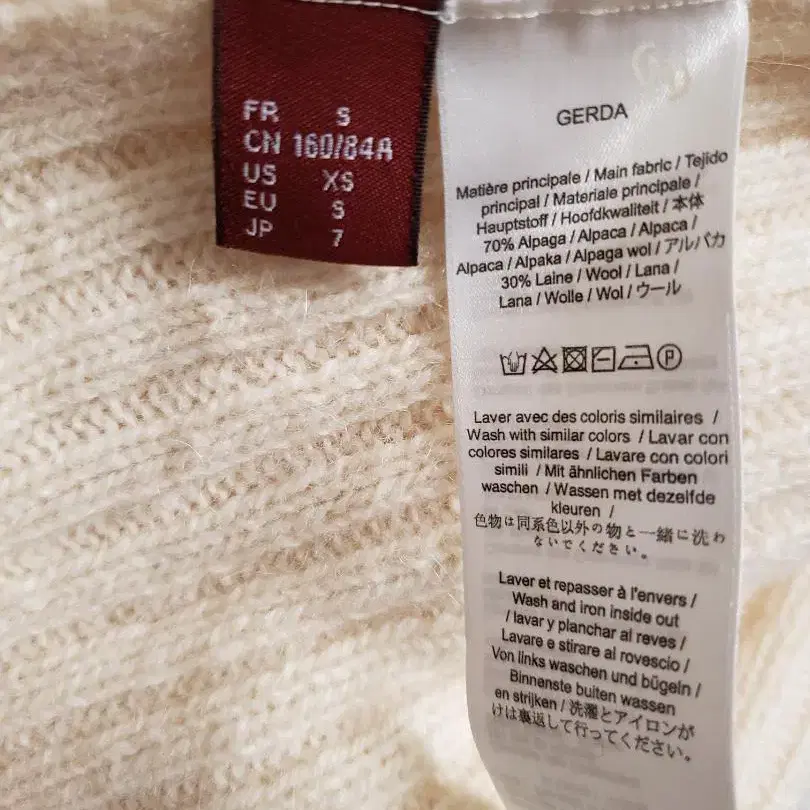 FR S
CN 160/84A
US XS
EU S
JP 7
GERDA
Matière principale / Main fabric / Tejido
principal / Materiale principale /
Hauptstoff / Hoofdkwaliteit / 本体
70% Alpaga / Alpaca / Alpaca /
Alpaca / Alpaka / Alpaga wol / アルパカ
30% Laine / Wool / Lana /
Lana / Wolle / Wol / ウール
P
Laver avec des coloris similaires /
Wash with similar colors / Lavar con
colores similares / Lavare con colori
simili / Mit ähnlichen Farben
waschen / Wassen met dezelfde
kleuren /
色物は同系色以外の物と一緒に洗わ
ないでください。
Laver et repasser à l'envers /
Wash and iron inside out
/ lavar y planchar al reves /
Lavare e stirare al rovescio /
Von links waschen und bügeln /
Binnenste buiten wassen
en strijken / 洗濯とアイロンが
けは裏返して行ってください。